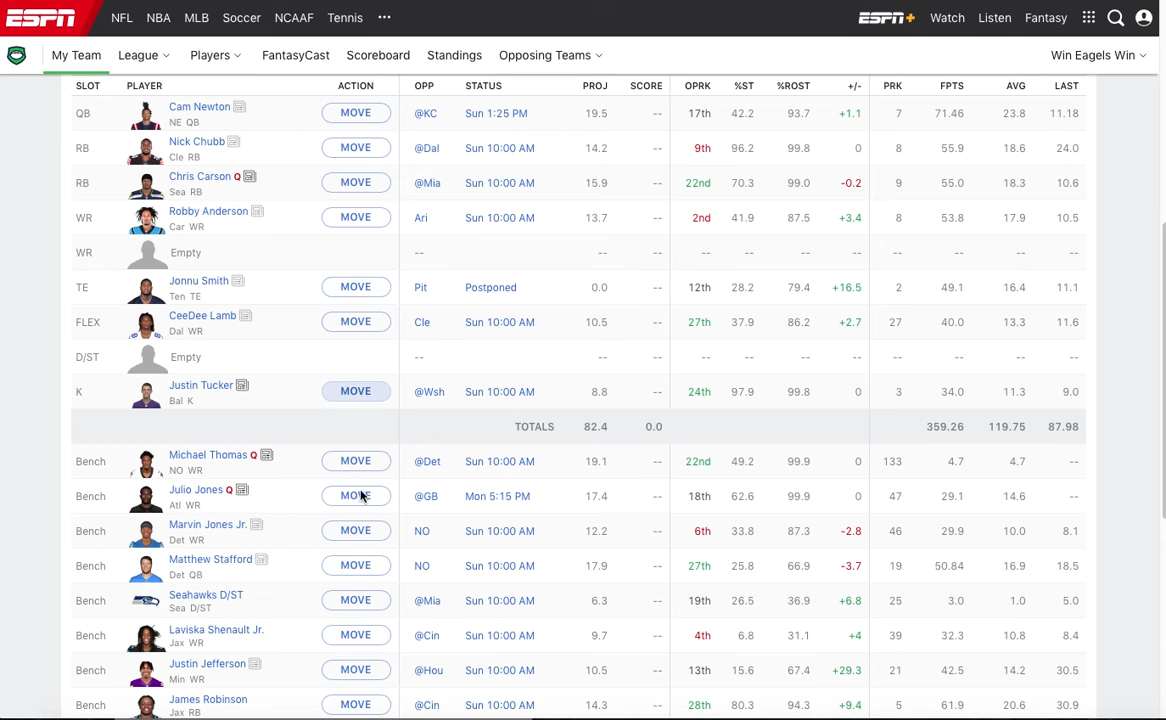 ESPN NFL NBA MLB Soccer NCAAF Tennis ••• ESPN+ Watch Listen Fantasy
My Team League Players FantasyCast Scoreboard Standings Opposing Teams Win Eagels Win
SLOT PLAYER ACTION OPP STATUS PROJ SCORE OPRK %ST %ROST +/- PRK FPTS AVG LAST
QB Cam Newton MOVE @KC Sun 1:25 PM 19.5 -- 17th 42.2 93.7 +1.1 7 71.46 23.8 11.18
NE QB
RB Nick Chubb MOVE @Dal Sun 10:00 AM 14.2 -- 9th 96.2 99.8 0 8 55.9 18.6 24.0
Cle RB
RB Chris Carson Q MOVE @Mia Sun 10:00 AM 15.9 -- 22nd 70.3 99.0 -0.2 9 55.0 18.3 10.6
Sea RB
WR Robby Anderson MOVE Ari Sun 10:00 AM 13.7 -- 2nd 41.9 87.5 +3.4 8 53.8 17.9 10.5
Car WR
WR Empty -- -- -- -- -- -- -- -- -- -- --
TE Jonnu Smith MOVE Pit Postponed 0.0 -- 12th 28.2 79.4 +16.5 2 49.1 16.4 11.1
Ten TE
FLEX CeeDee Lamb MOVE Cle Sun 10:00 AM 10.5 -- 27th 37.9 86.2 +2.7 27 40.0 13.3 11.6
Dal WR
D/ST Empty -- -- -- -- -- -- -- -- -- -- --
K Justin Tucker MOVE @Wsh Sun 10:00 AM 8.8 -- 24th 97.9 99.8 0 3 34.0 11.3 9.0
Bal K
TOTALS 82.4 0.0 359.26 119.75 87.98
Bench Michael Thomas Q MOVE @Det Sun 10:00 AM 19.1 -- 22nd 49.2 99.9 0 133 4.7 4.7 --
NO WR
Bench Julio Jones Q MOVE @GB Mon 5:15 PM 17.4 -- 18th 62.6 99.9 0 47 29.1 14.6 --
Atl WR
Bench Marvin Jones Jr. MOVE NO Sun 10:00 AM 12.2 -- 6th 33.8 87.3 -2.8 46 29.9 10.0 8.1
Det WR
Bench Matthew Stafford MOVE NO Sun 10:00 AM 17.9 -- 27th 25.8 66.9 -3.7 19 50.84 16.9 18.5
Det QB
Bench Seahawks D/ST MOVE @Mia Sun 10:00 AM 6.3 -- 19th 26.5 36.9 +6.8 25 3.0 1.0 5.0
Sea D/ST
Bench Laviska Shenault Jr. MOVE @Cin Sun 10:00 AM 9.7 -- 4th 6.8 31.1 +4 39 32.3 10.8 8.4
Jax WR
Bench Justin Jefferson MOVE @Hou Sun 10:00 AM 10.5 -- 13th 15.6 67.4 +29.3 21 42.5 14.2 30.5
Min WR
Bench James Robinson MOVE @Cin Sun 10:00 AM 14.3 -- 28th 80.3 94.3 +9.4 5 61.9 20.6 30.9
Jax RB